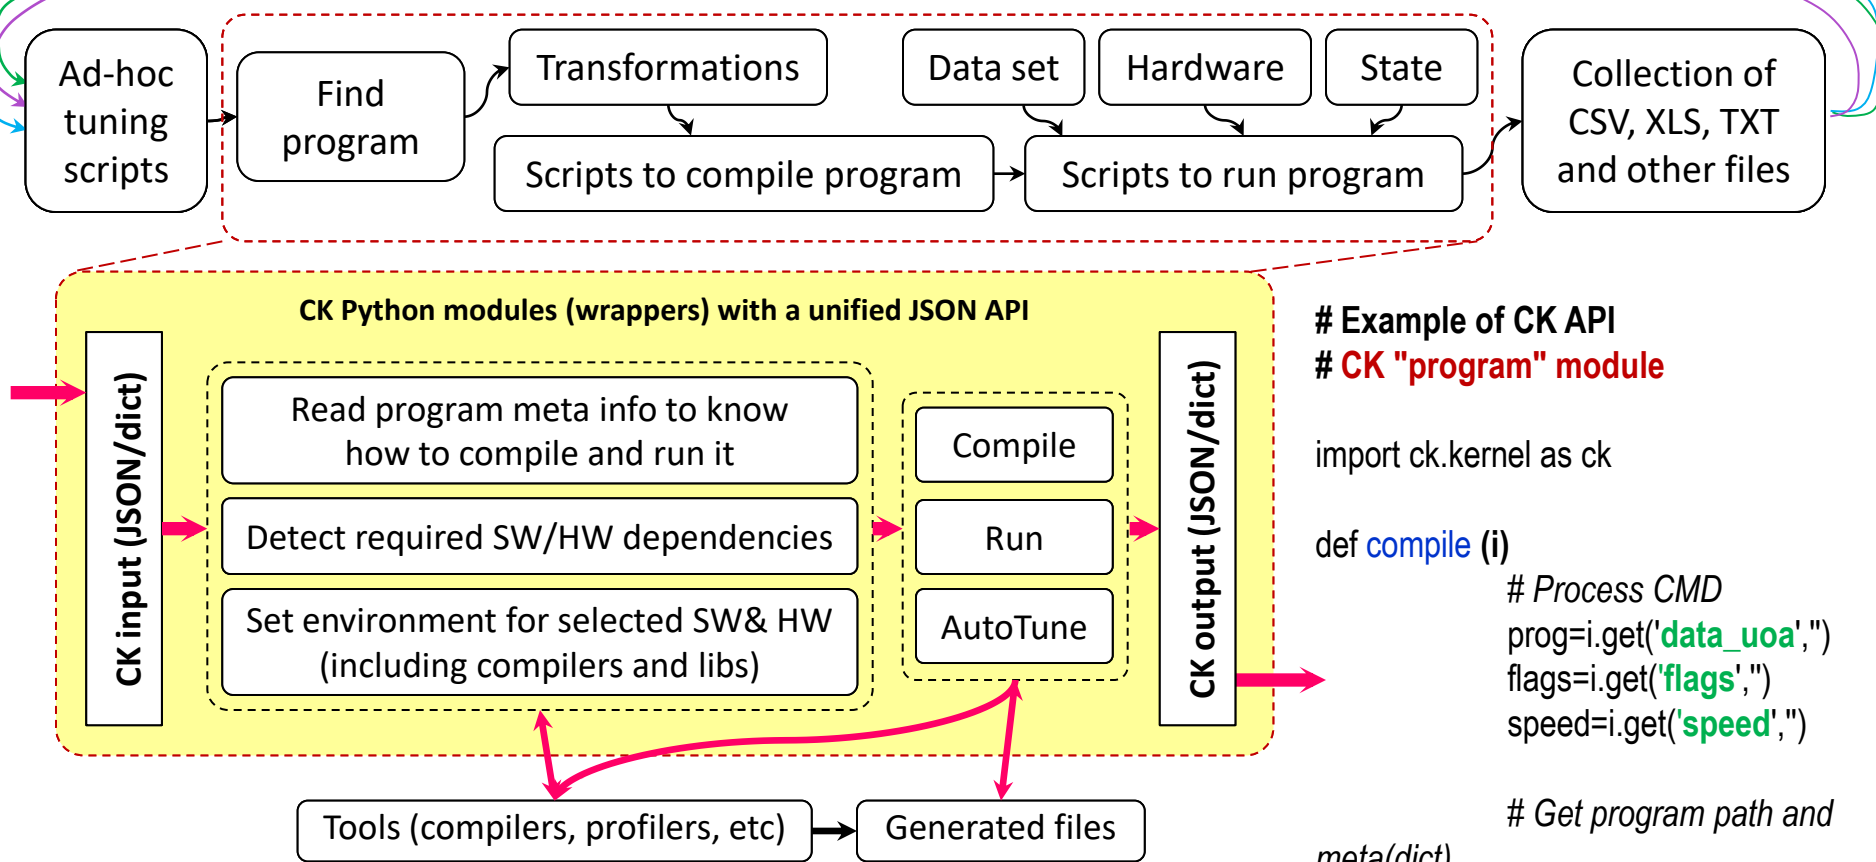 Ad-hoc
tuning
scripts
Find
program
Transformations
Data set
Hardware
State
Scripts to compile program
Scripts to run program
Collection of
CSV, XLS, TXT
and other files
CK Python modules (wrappers) with a unified JSON API
CK input (JSON/dict)
Read program meta info to know
how to compile and run it
Detect required SW/HW dependencies
Set environment for selected SW& HW
(including compilers and libs)
Compile
Run
AutoTune
CK output (JSON/dict)
Tools (compilers, profilers, etc)
Generated files
# Example of CK API
# CK "program" module
import ck.kernel as ck
def compile (i)
# Process CMD
prog=i.get('data_uoa','')
flags=i.get('flags','')
speed=i.get('speed','')
# Get program path and
meta(dict)